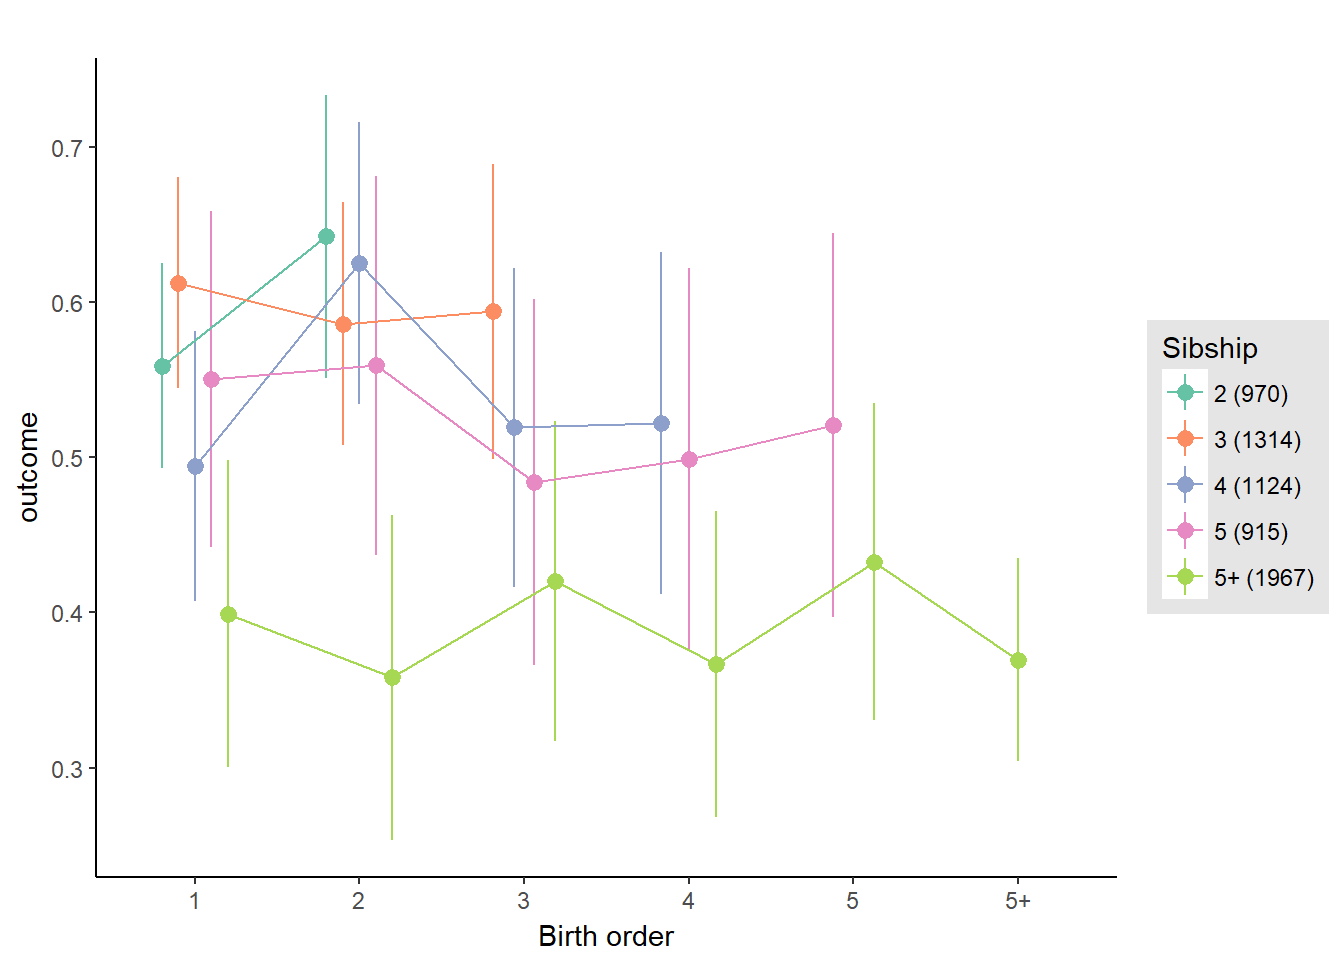 0.7
0.6
0.5
0.4
0.3
outcome
1 2 3 4 5 5+
Birth order
Sibship
2 (970)
3 (1314)
4 (1124)
5 (915)
5+ (1967)